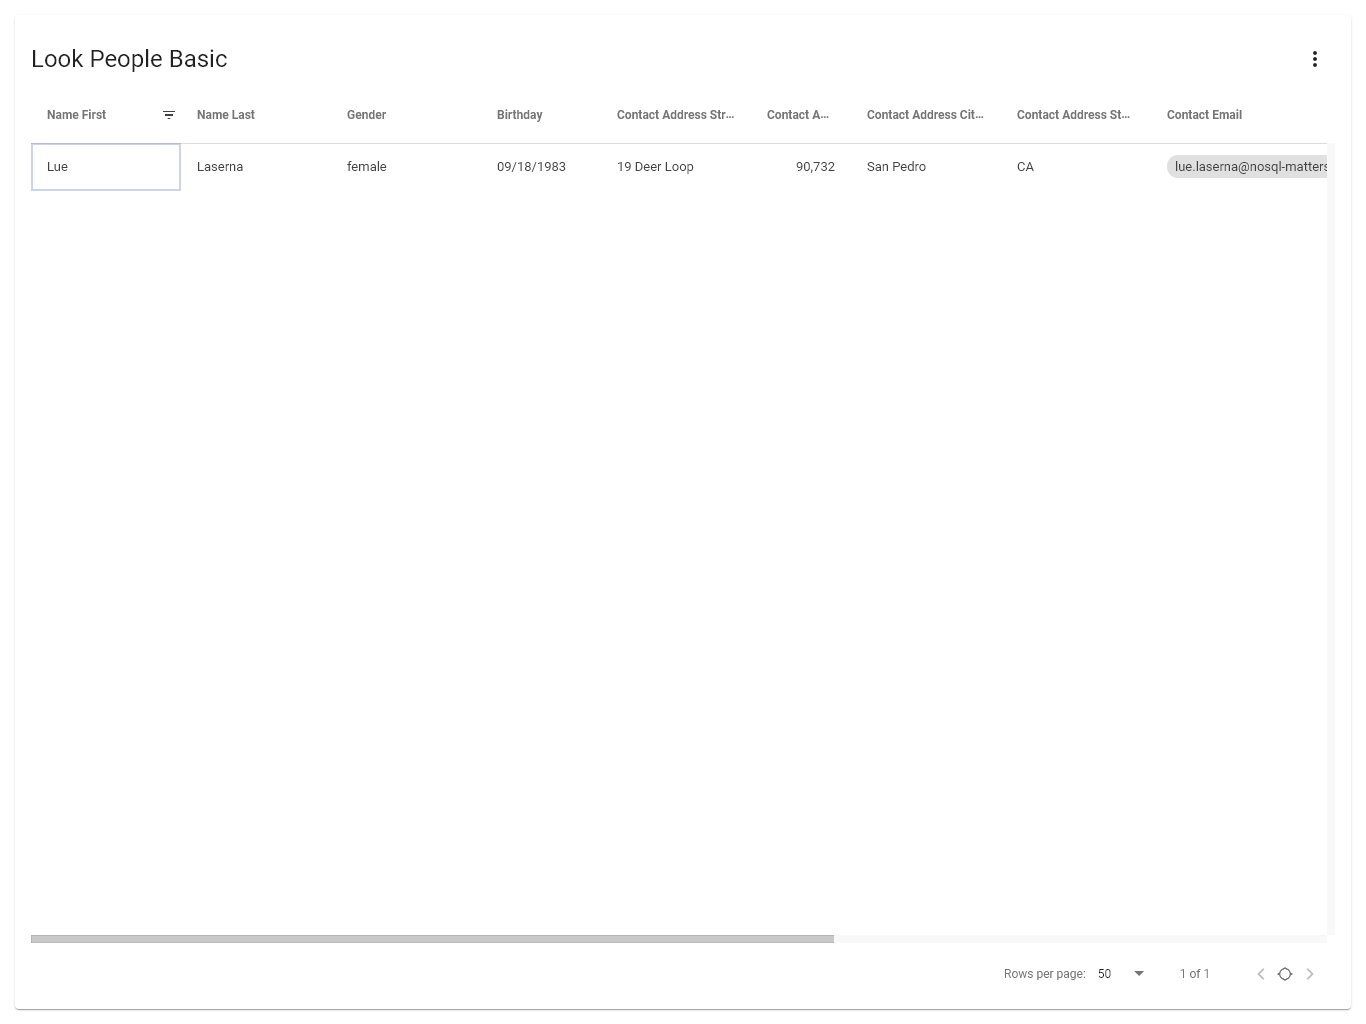 Look People Basic
Name First Name Last Gender Birthday Contact Address Str... Contact A... Contact Address Cit... Contact Address St... Contact Email
Lue Laserna female 09/18/1983 19 Deer Loop 90,732 San Pedro CA lue.laserna@nosql-matters
Rows per page: 50 1 of 1